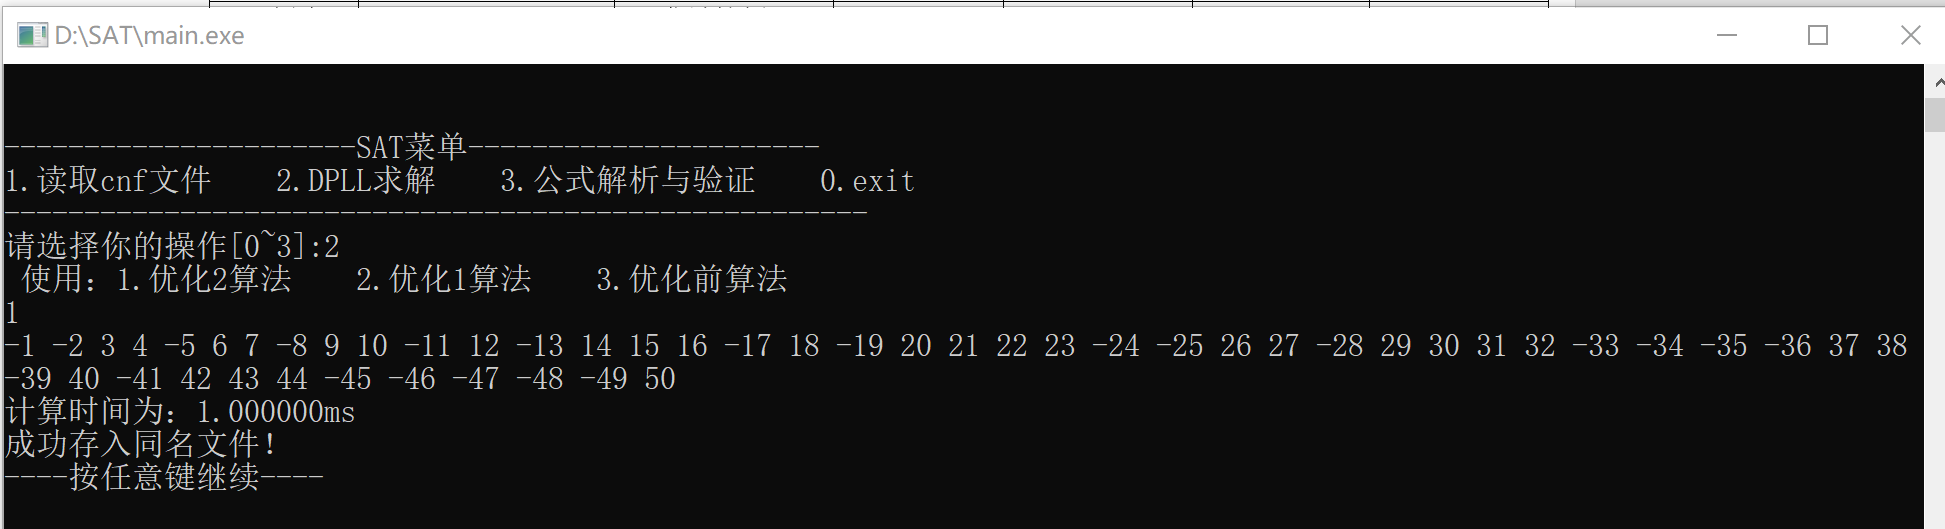 D:\SAT\main.exe
----------------------SAT菜单----------------------
1.读取cnf文件    2.DPLL求解    3.公式解析与验证    0.exit
------------------------------------------------------
请选择你的操作[0~3]:2
 使用：1.优化2算法    2.优化1算法    3.优化前算法
1
-1 -2 3 4 -5 6 7 -8 9 10 -11 12 -13 14 15 16 -17 18 -19 20 21 22 23 -24 -25 26 27 -28 29 30 31 32 -33 -34 -35 -36 37 38
-39 40 -41 42 43 44 -45 -46 -47 -48 -49 50
计算时间为：1.000000ms
成功存入同名文件！
----按任意键继续----